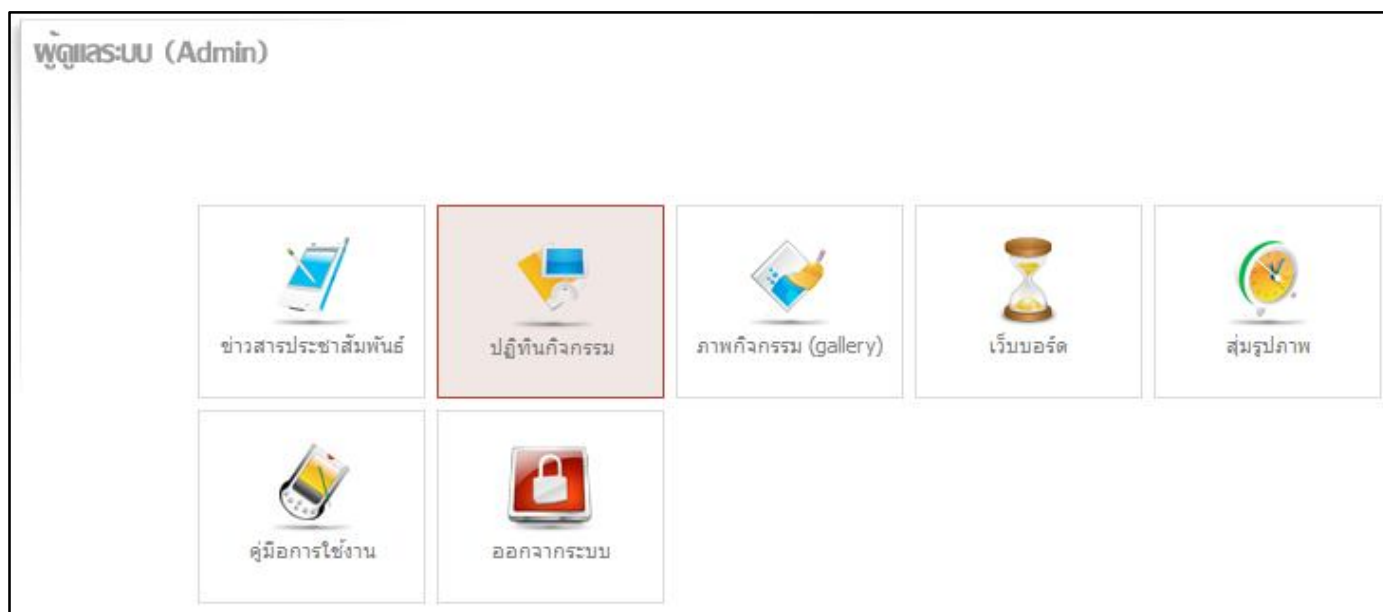 ผู้ดูแลระบบ (Admin)
ข่าวสารประชาสัมพันธ์
ปฏิทินกิจกรรม
ภาพกิจกรรม (gallery)
เว็บบอร์ด
สุ่มรูปภาพ
คู่มือการใช้งาน
ออกจากระบบ